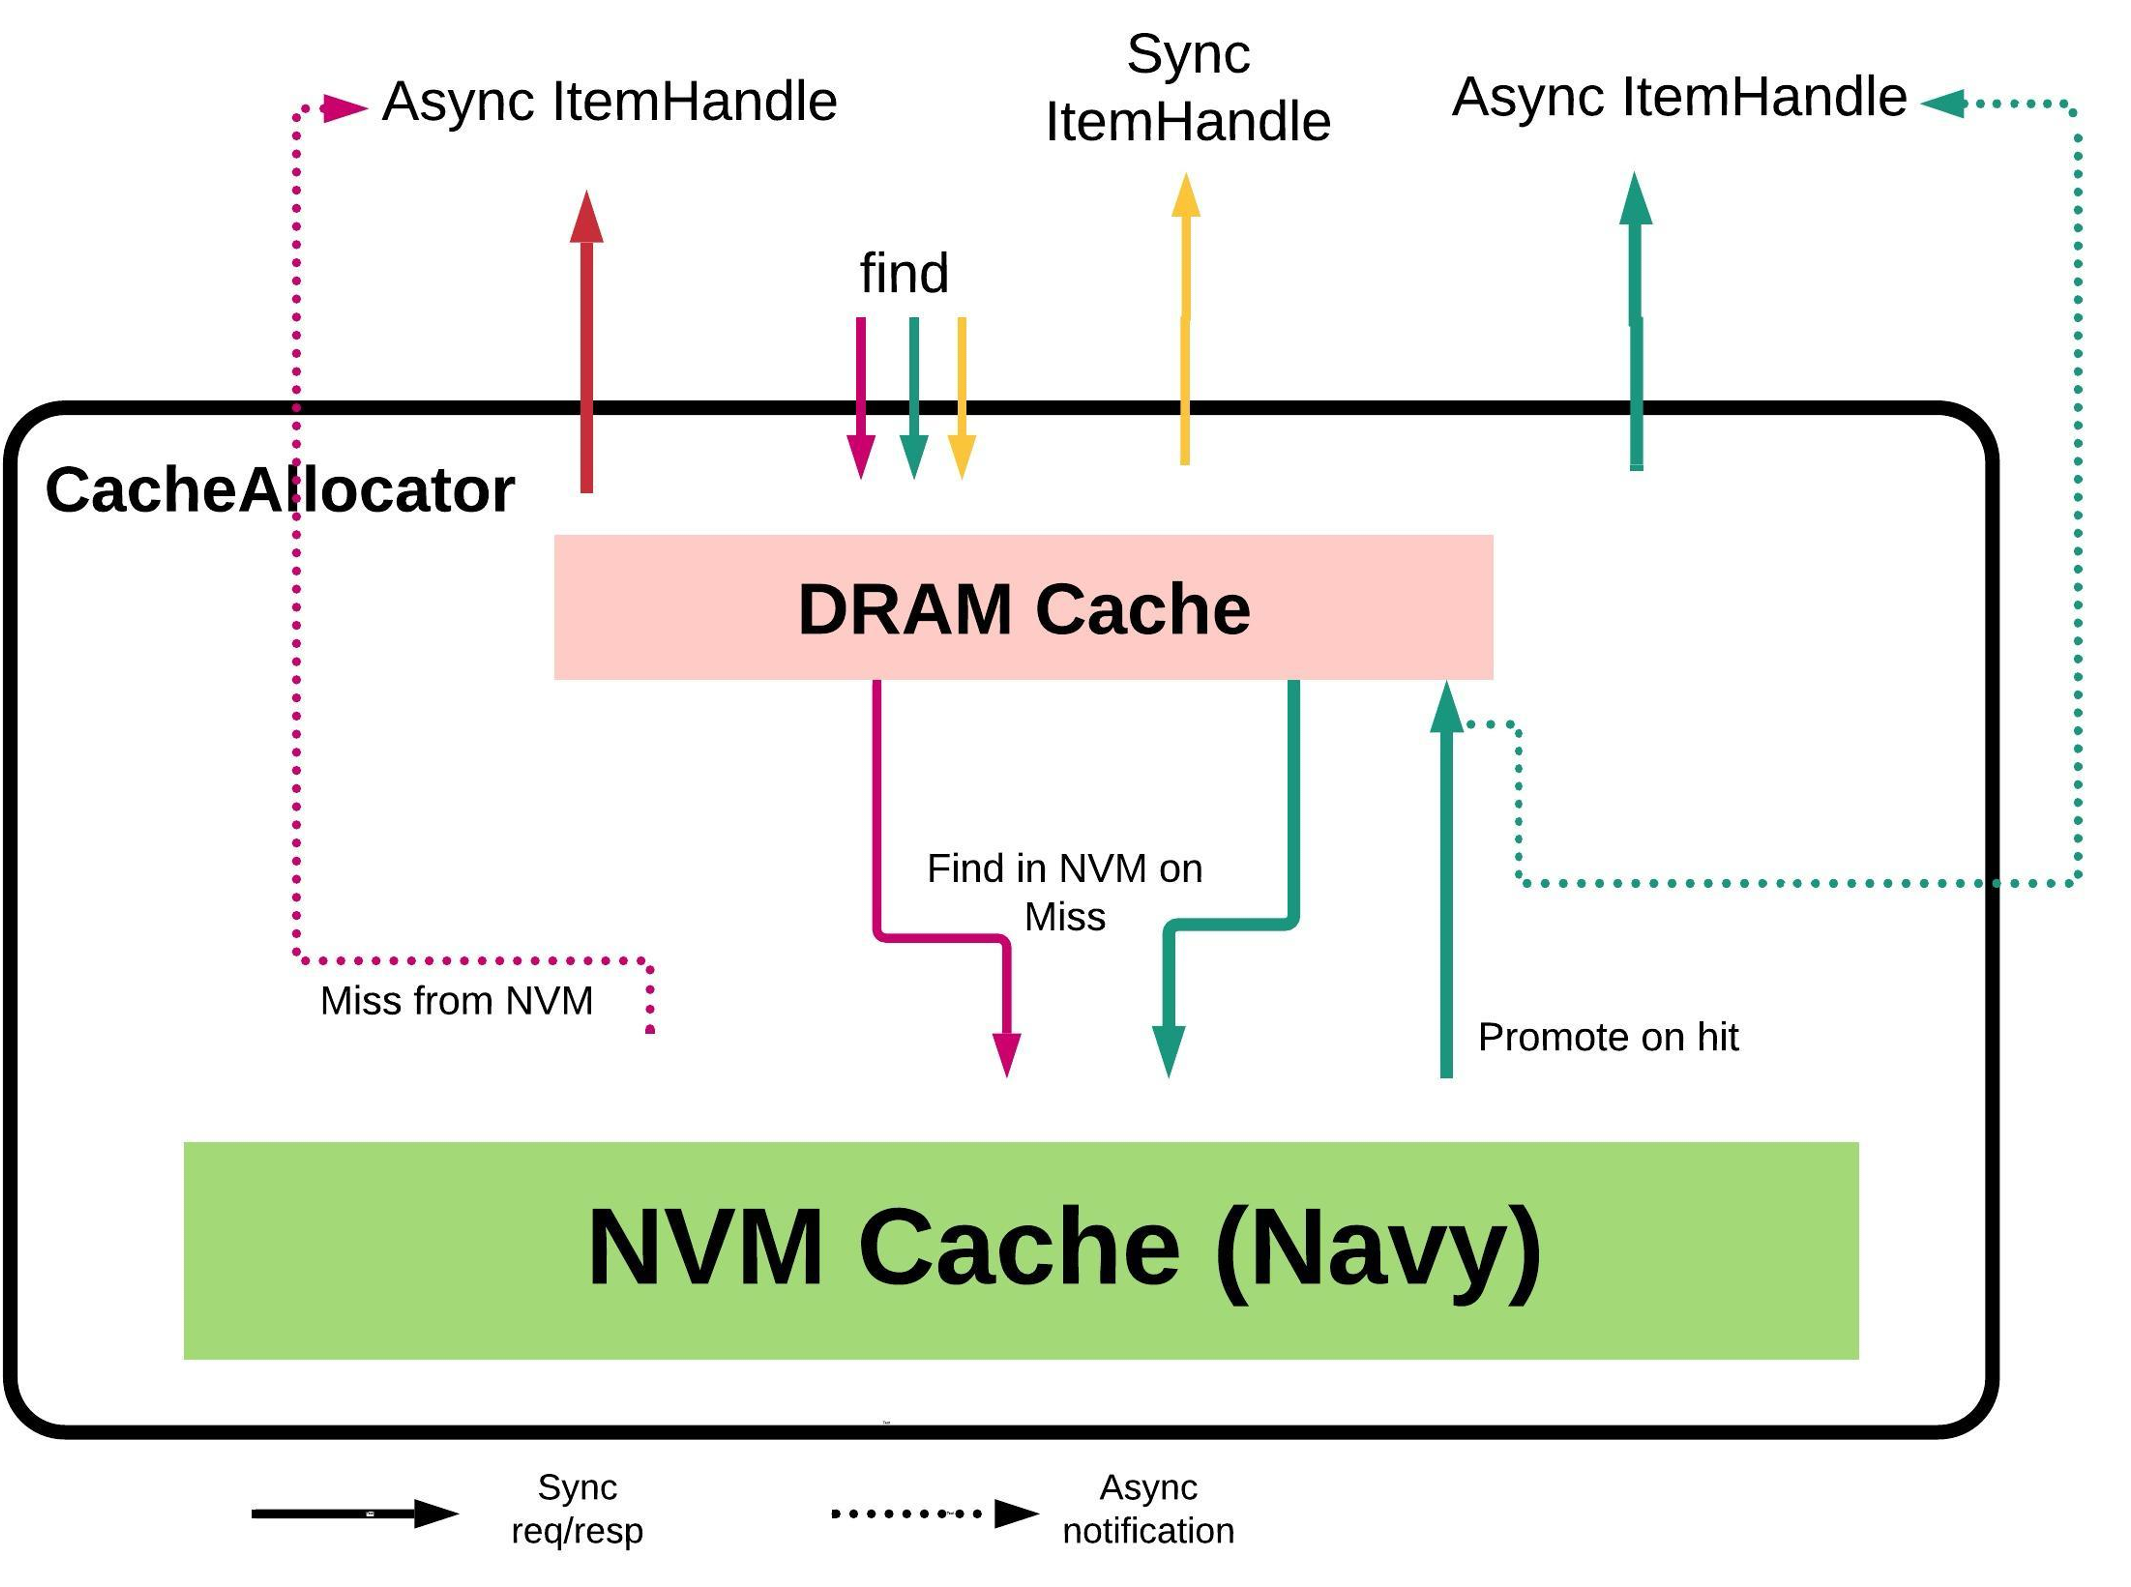 Async ItemHandle
Sync
ItemHandle
Async ItemHandle
find
CacheAllocator
DRAM Cache
Find in NVM on
Miss
Miss from NVM
Promote on hit
NVM Cache (Navy)
Sync
req/resp
Async
notification